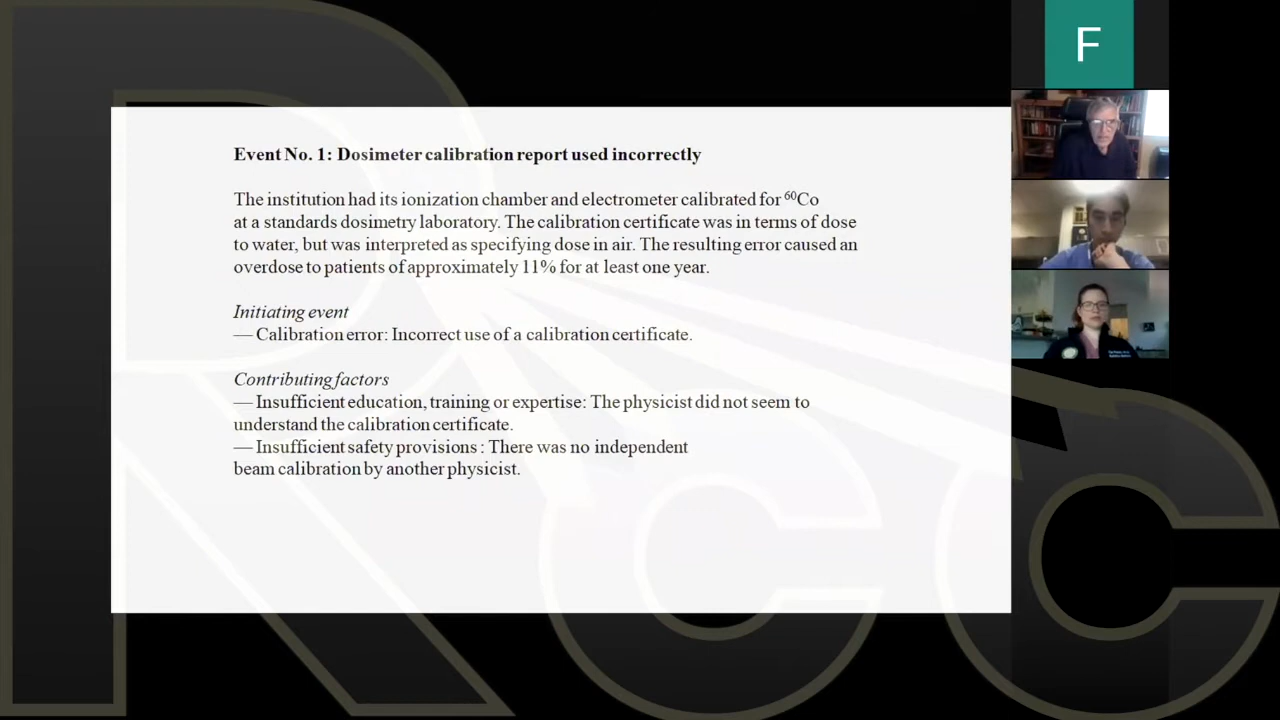 F
Event No. 1: Dosimeter calibration report used incorrectly
The institution had its ionization chamber and electrometer calibrated for ⁶⁰Co
at a standards dosimetry laboratory. The calibration certificate was in terms of dose
to water, but was interpreted as specifying dose in air. The resulting error caused an
overdose to patients of approximately 11% for at least one year.
Initiating event
— Calibration error: Incorrect use of a calibration certificate.
Contributing factors
— Insufficient education, training or expertise: The physicist did not seem to
understand the calibration certificate.
— Insufficient safety provisions : There was no independent
beam calibration by another physicist.
RCC